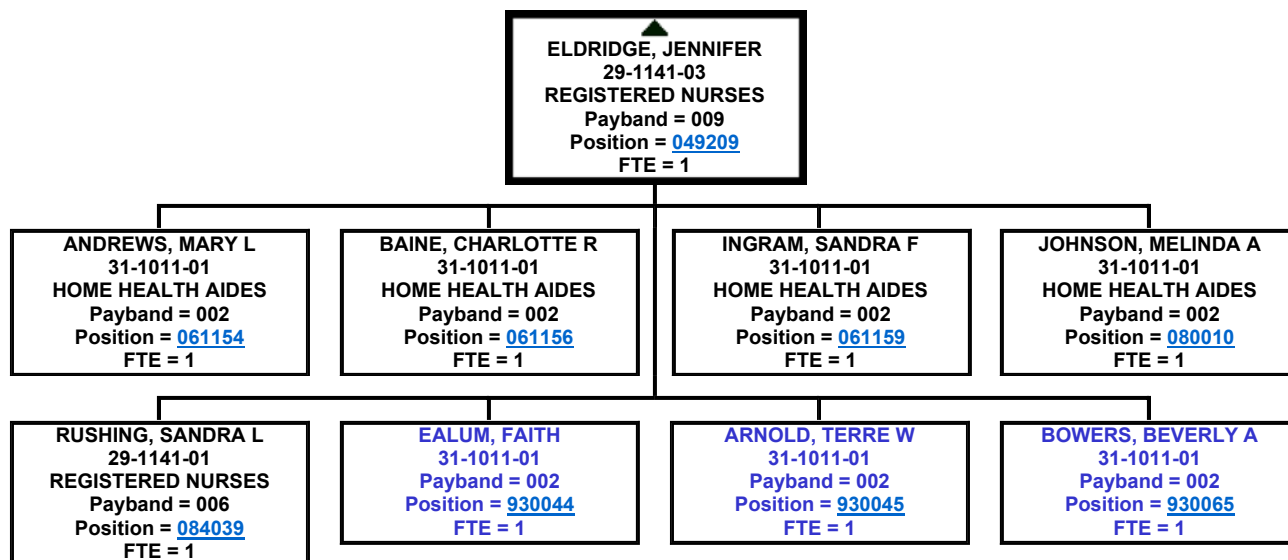 ELDRIDGE, JENNIFER
29-1141-03
REGISTERED NURSES
Payband = 009
Position = 049209
FTE = 1
ANDREWS, MARY L
31-1011-01
HOME HEALTH AIDES
Payband = 002
Position = 061154
FTE = 1
BAINE, CHARLOTTE R
31-1011-01
HOME HEALTH AIDES
Payband = 002
Position = 061156
FTE = 1
INGRAM, SANDRA F
31-1011-01
HOME HEALTH AIDES
Payband = 002
Position = 061159
FTE = 1
JOHNSON, MELINDA A
31-1011-01
HOME HEALTH AIDES
Payband = 002
Position = 080010
FTE = 1
RUSHING, SANDRA L
29-1141-01
REGISTERED NURSES
Payband = 006
Position = 084039
FTE = 1
EALUM, FAITH
31-1011-01
Payband = 002
Position = 930044
FTE = 1
ARNOLD, TERRE W
31-1011-01
Payband = 002
Position = 930045
FTE = 1
BOWERS, BEVERLY A
31-1011-01
Payband = 002
Position = 930065
FTE = 1